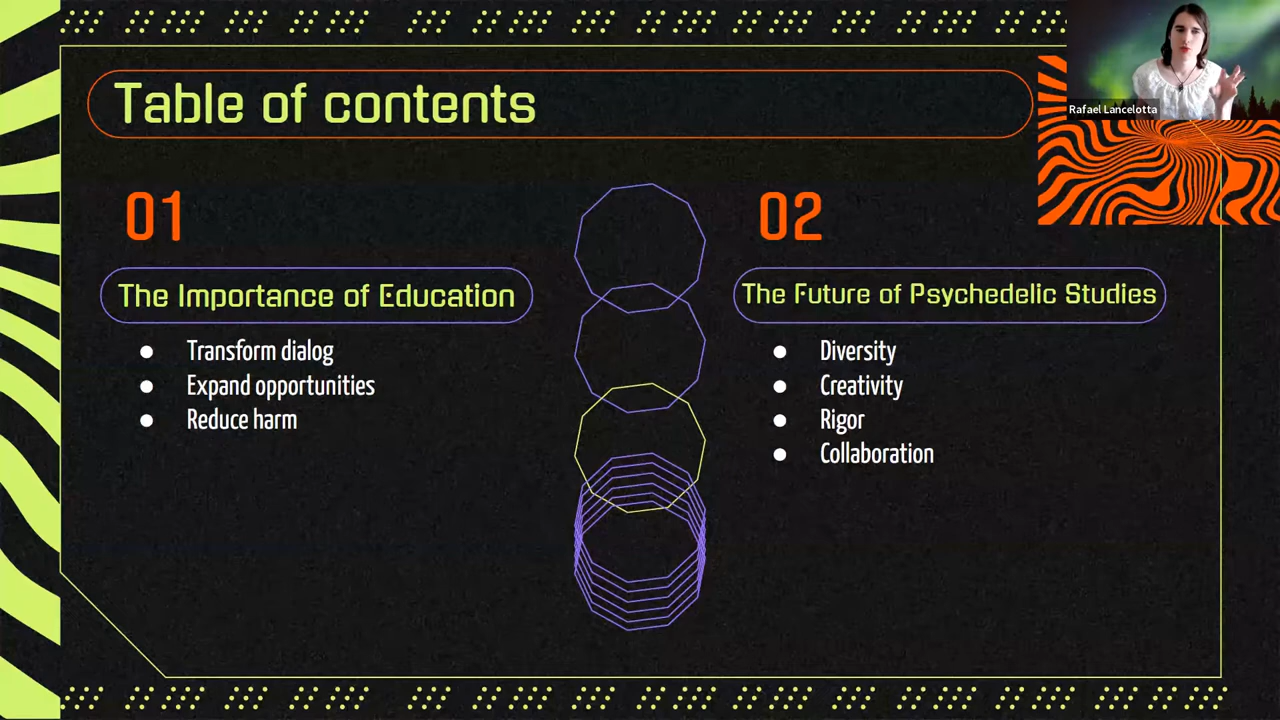 Table of contents
Rafael Lancelotta
01
The Importance of Education
● Transform dialog
● Expand opportunities
● Reduce harm
02
The Future of Psychedelic Studies
● Diversity
● Creativity
● Rigor
● Collaboration